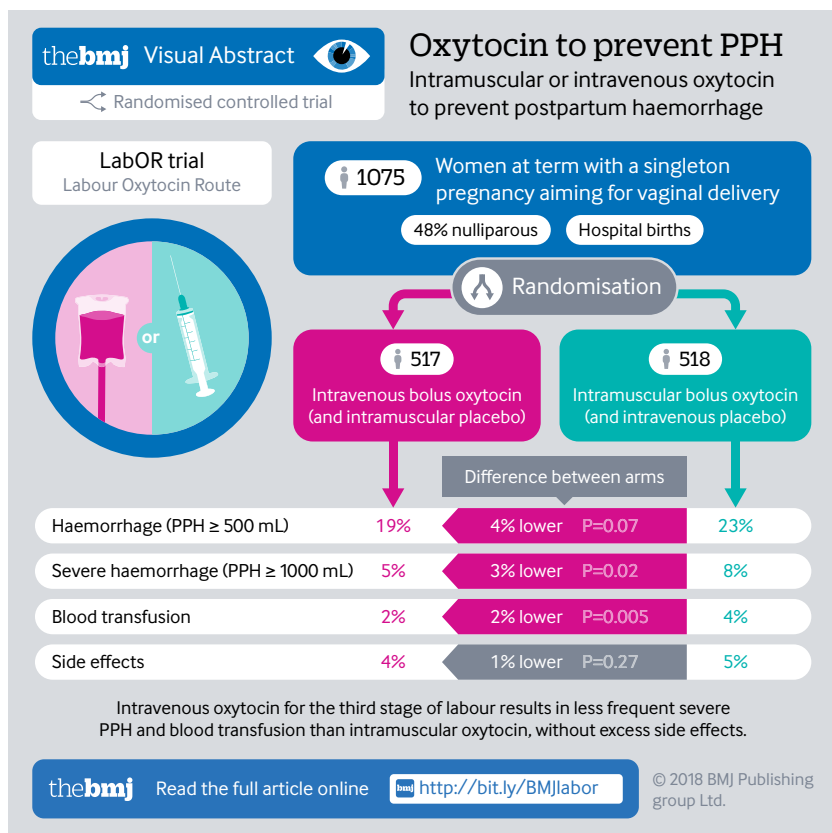 thebmj Visual Abstract
Randomised controlled trial
Oxytocin to prevent PPH
Intramuscular or intravenous oxytocin
to prevent postpartum haemorrhage
LabOR trial
Labour Oxytocin Route
or
1075
Women at term with a singleton
pregnancy aiming for vaginal delivery
48% nulliparous
Hospital births
Randomisation
517
Intravenous bolus oxytocin
(and intramuscular placebo)
518
Intramuscular bolus oxytocin
(and intravenous placebo)
Difference between arms
Haemorrhage (PPH ≥ 500 mL) 19% 4% lower P=0.07 23%
Severe haemorrhage (PPH ≥ 1000 mL) 5% 3% lower P=0.02 8%
Blood transfusion 2% 2% lower P=0.005 4%
Side effects 4% 1% lower P=0.27 5%
Intravenous oxytocin for the third stage of labour results in less frequent severe
PPH and blood transfusion than intramuscular oxytocin, without excess side effects.
thebmj Read the full article online bmj http://bit.ly/BMJlabor
© 2018 BMJ Publishing
group Ltd.